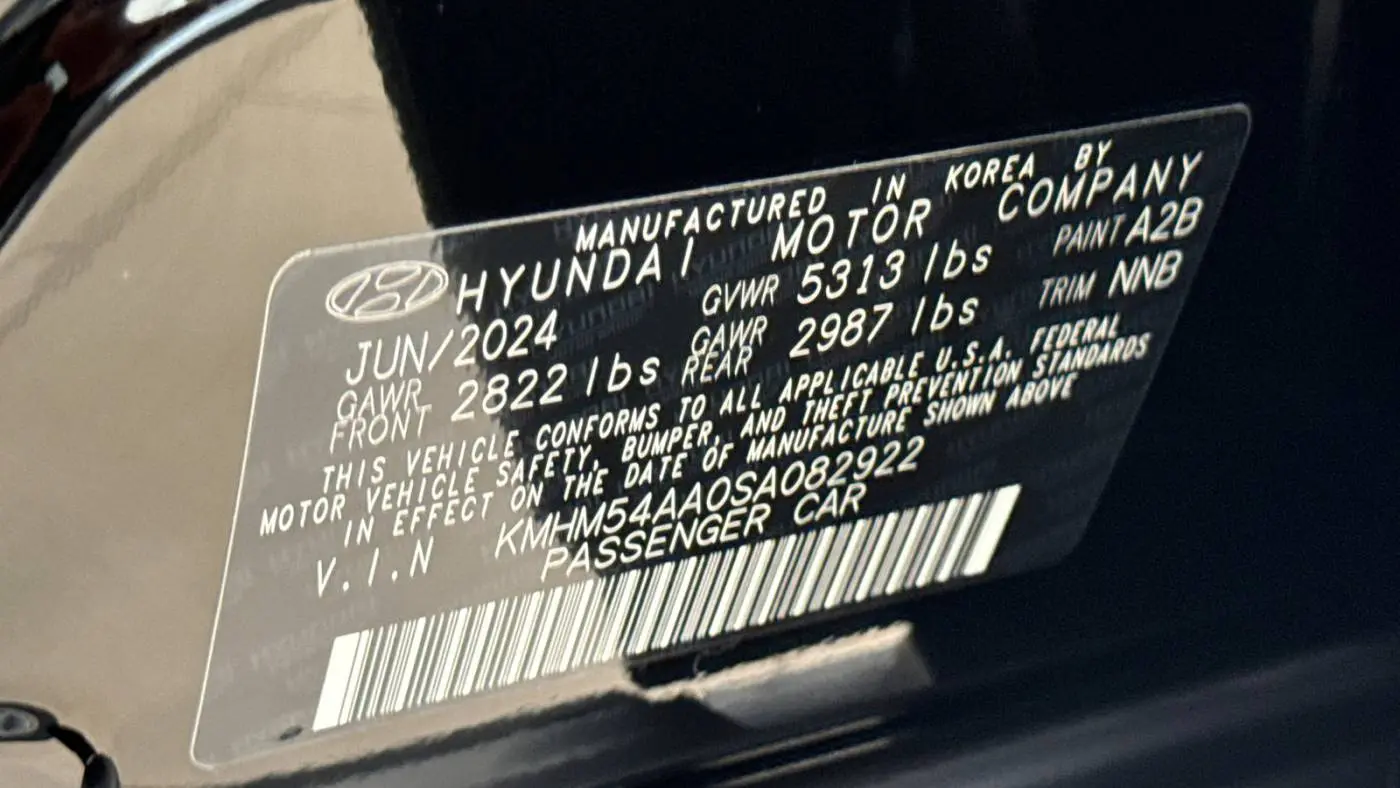 MANUFACTURED IN KOREA BY
HYUNDAI MOTOR COMPANY
JUN/2024 GVWR 5313 lbs PAINT A2B
GAWR FRONT 2822 lbs GAWR REAR 2987 lbs TRIM NNB
THIS VEHICLE CONFORMS TO ALL APPLICABLE U.S.A. FEDERAL
MOTOR VEHICLE SAFETY, BUMPER, AND THEFT PREVENTION STANDARDS
IN EFFECT ON THE DATE OF MANUFACTURE SHOWN ABOVE
V.I.N KMHM54AA0SA082922
PASSENGER CAR